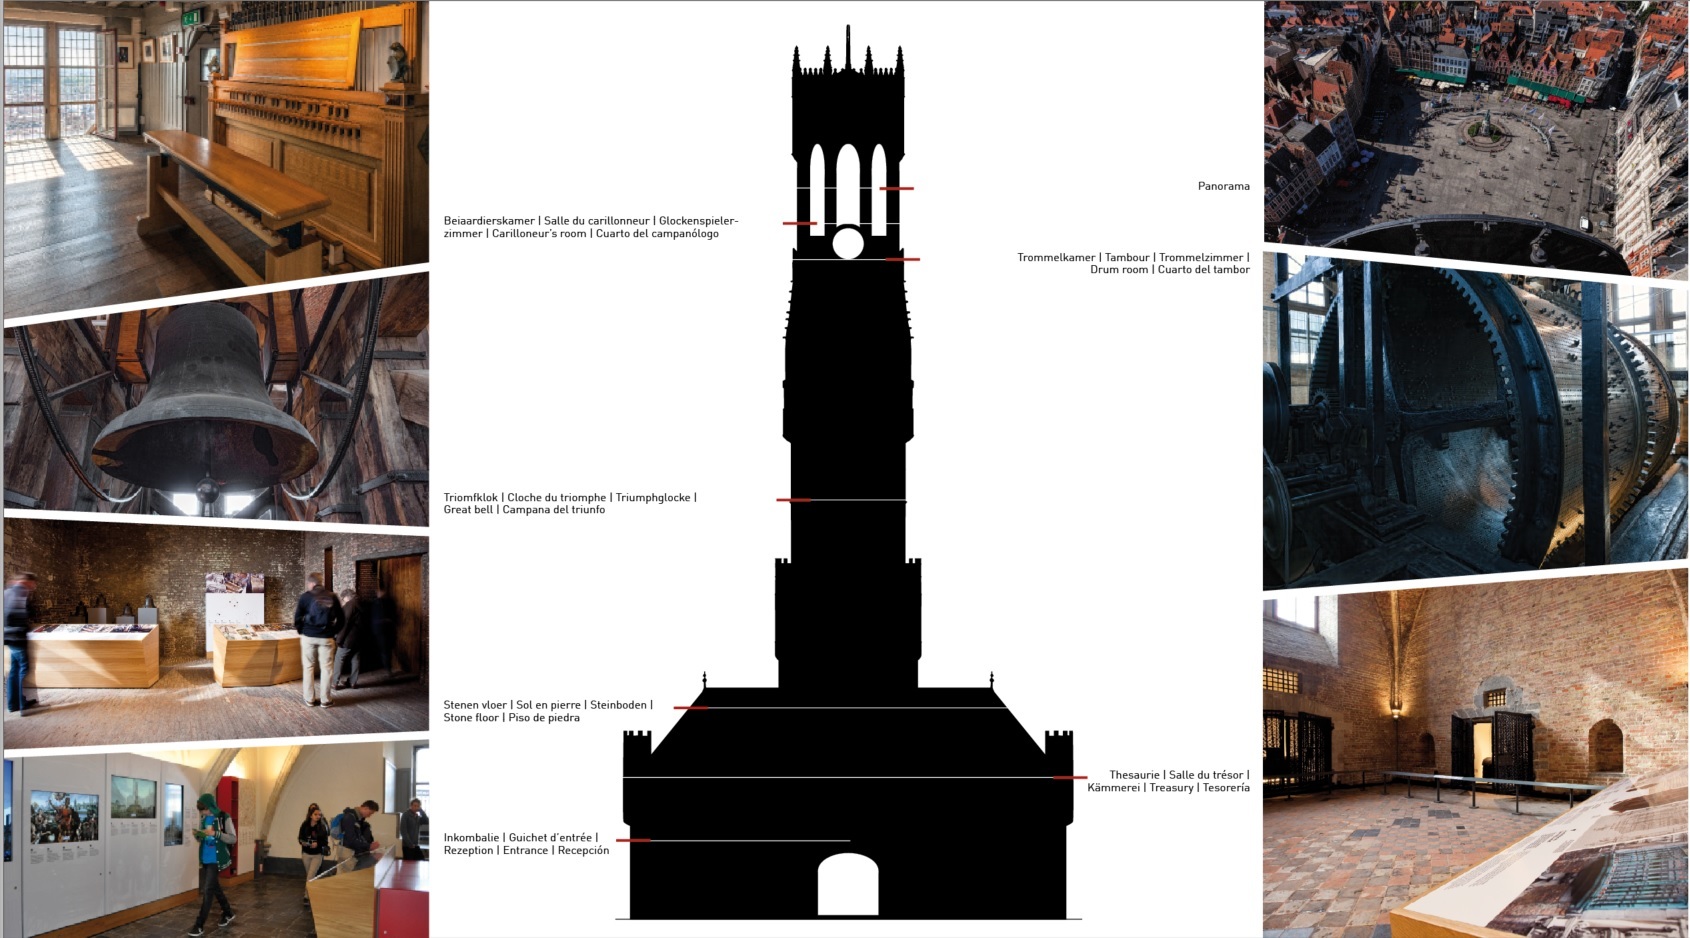 Panorama
Beiaardierskamer | Salle du carillonneur | Glockenspieler-
zimmer | Carilloneur's room | Cuarto del campanólogo
Trommelkamer | Tambour | Trommelzimmer |
Drum room | Cuarto del tambor
Triomfklok | Cloche du triomphe | Triumphglocke |
Great bell | Campana del triunfo
Stenen vloer | Sol en pierre | Steinboden |
Stone floor | Piso de piedra
Thesaurie | Salle du trésor |
Kämmerei | Treasury | Tesorería
Inkombalie | Guichet d'entrée |
Rezeption | Entrance | Recepción